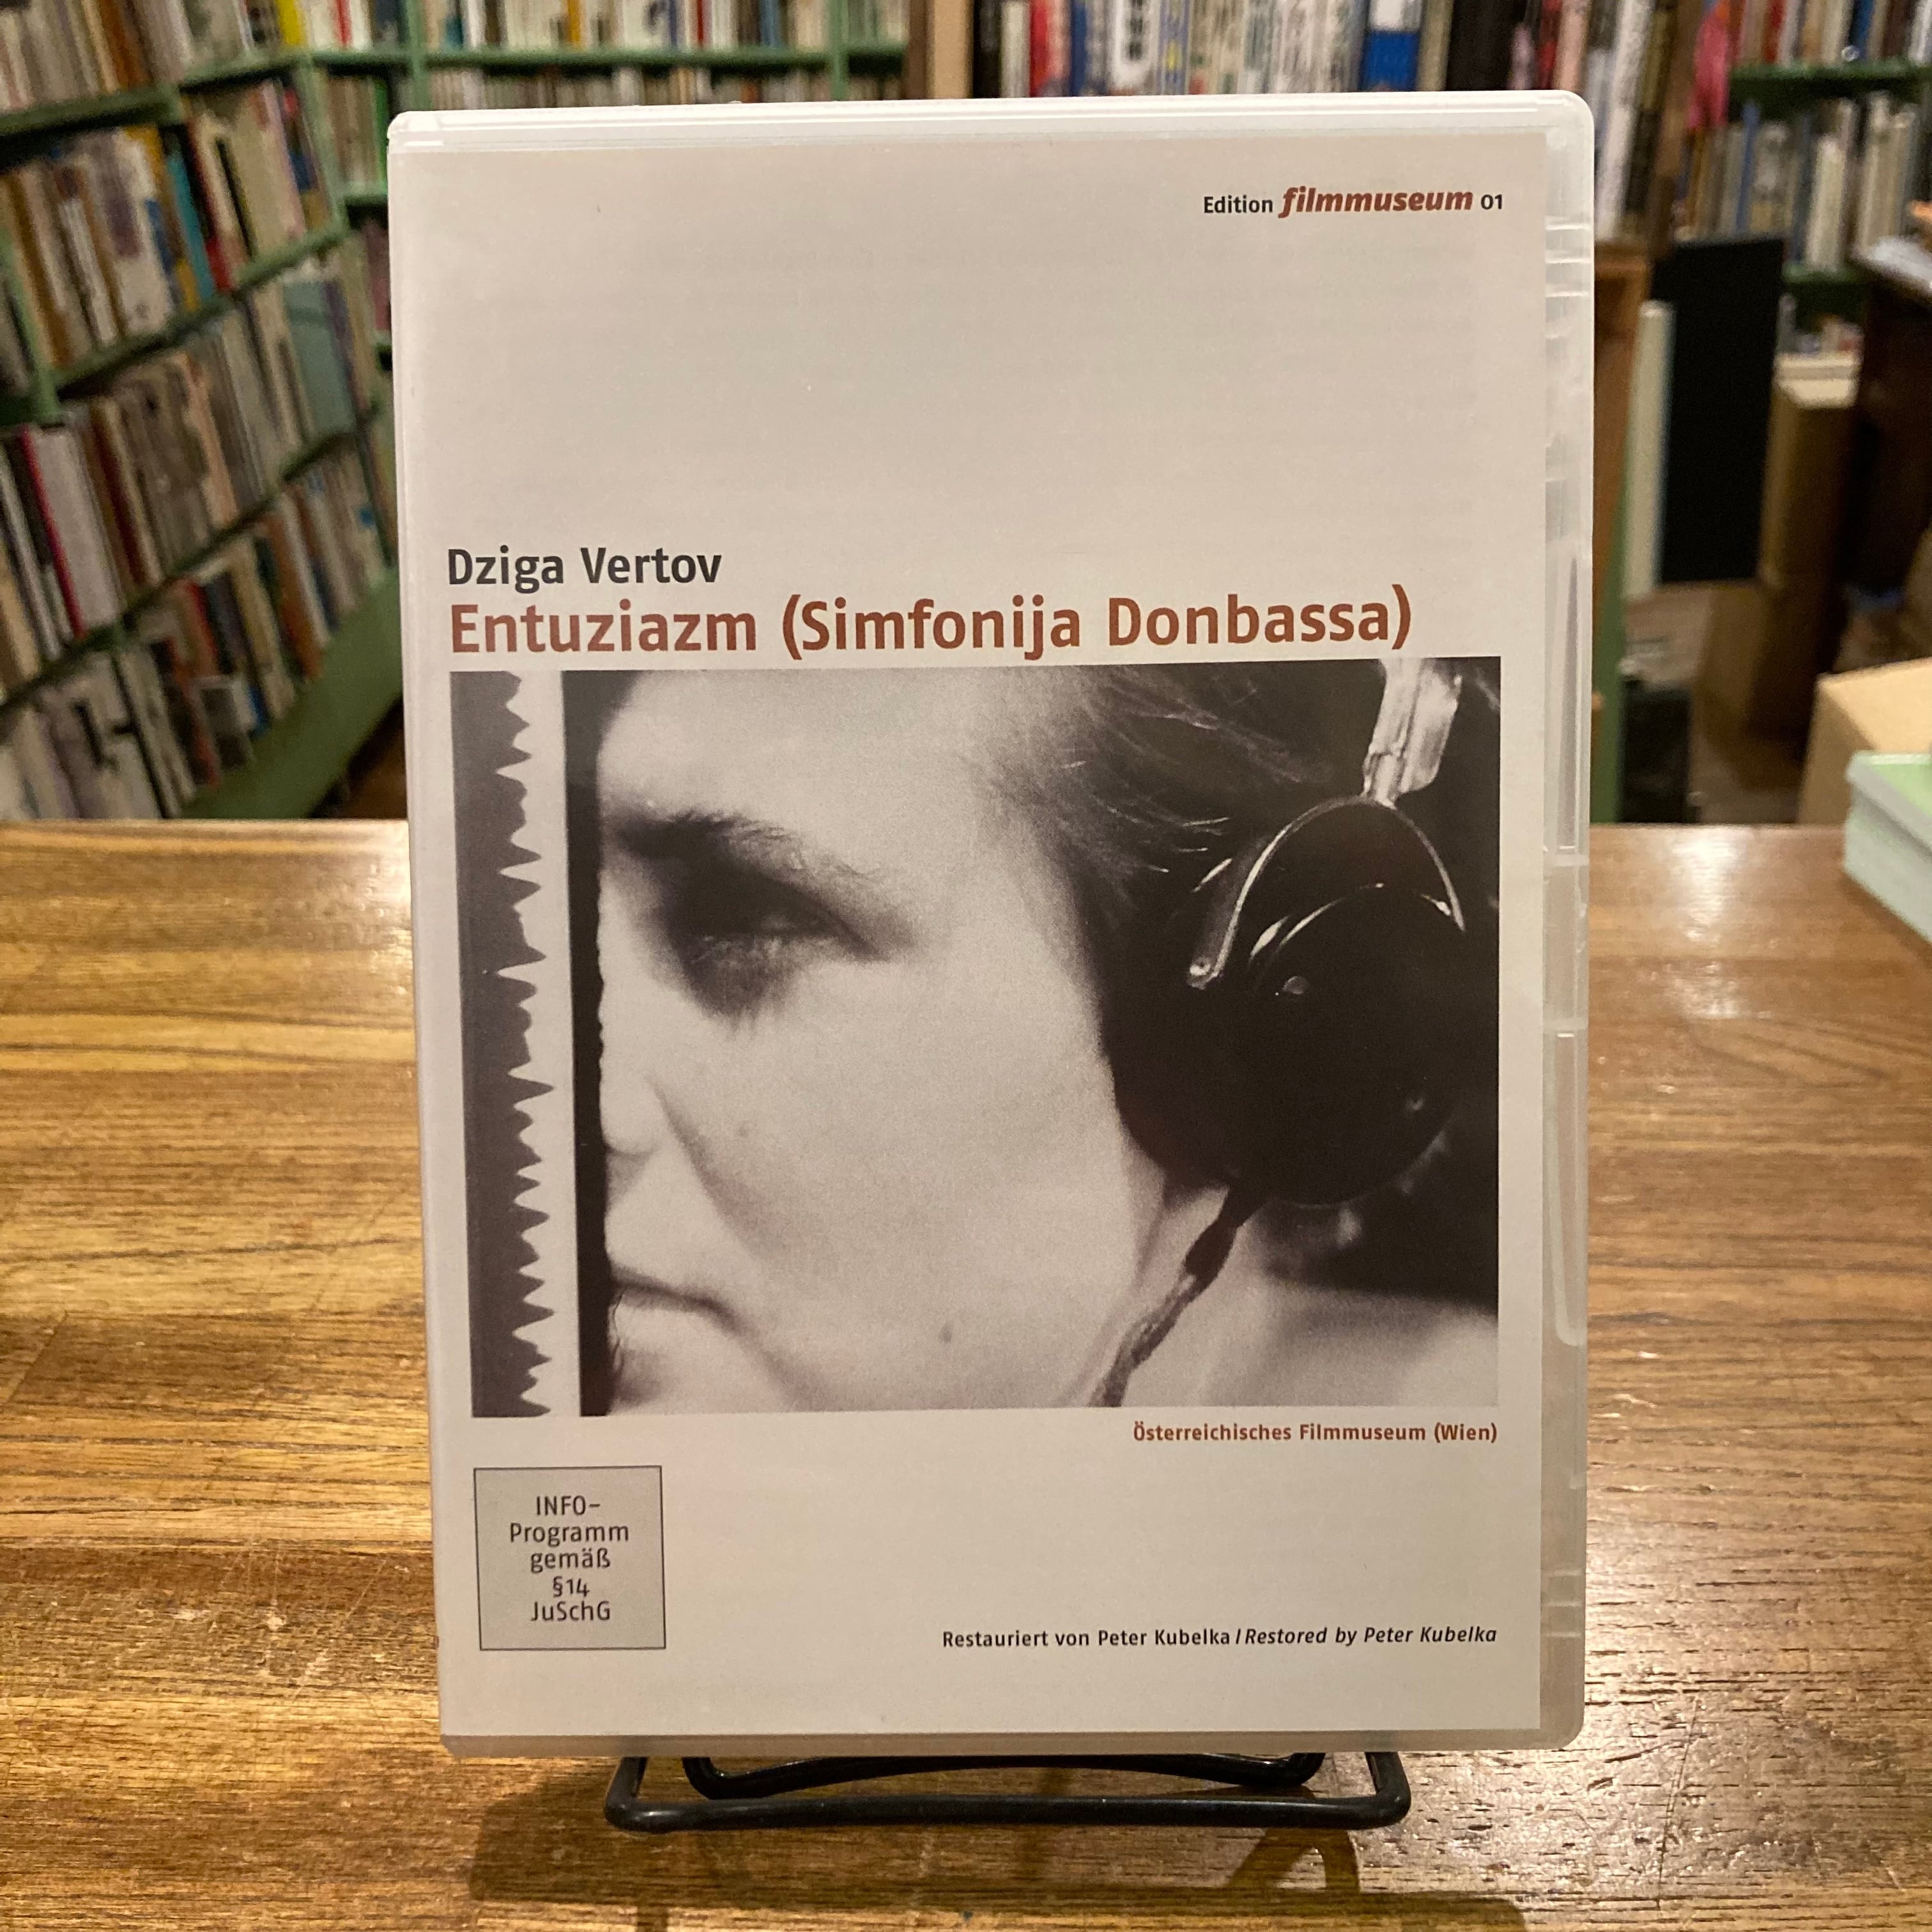 Edition filmmuseum 01
Dziga Vertov
Entuziazm (Simfonija Donbassa)
Österreichisches Filmmuseum (Wien)
INFO-
Programm
gemäß
§14
JuSchG
Restauriert von Peter Kubelka / Restored by Peter Kubelka